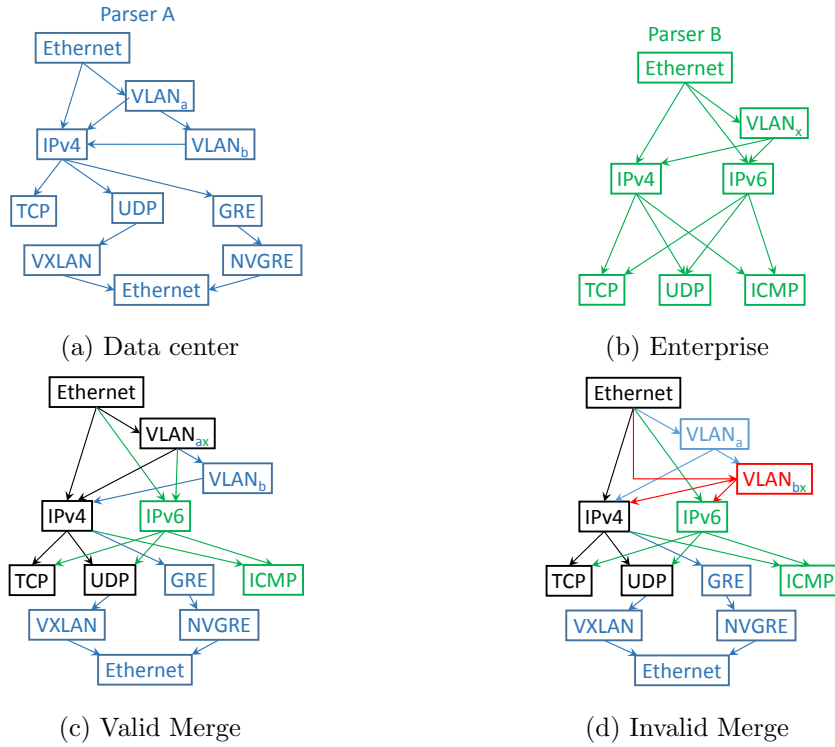 Parser A
Ethernet
VLANa
IPv4
VLANb
TCP
UDP
GRE
VXLAN
NVGRE
Ethernet
(a) Data center
Parser B
Ethernet
VLANx
IPv4
IPv6
TCP
UDP
ICMP
(b) Enterprise
Ethernet
VLANax
VLANb
IPv4
IPv6
TCP
UDP
GRE
ICMP
VXLAN
NVGRE
Ethernet
(c) Valid Merge
Ethernet
VLANa
VLANbx
IPv4
IPv6
TCP
UDP
GRE
ICMP
VXLAN
NVGRE
Ethernet
(d) Invalid Merge